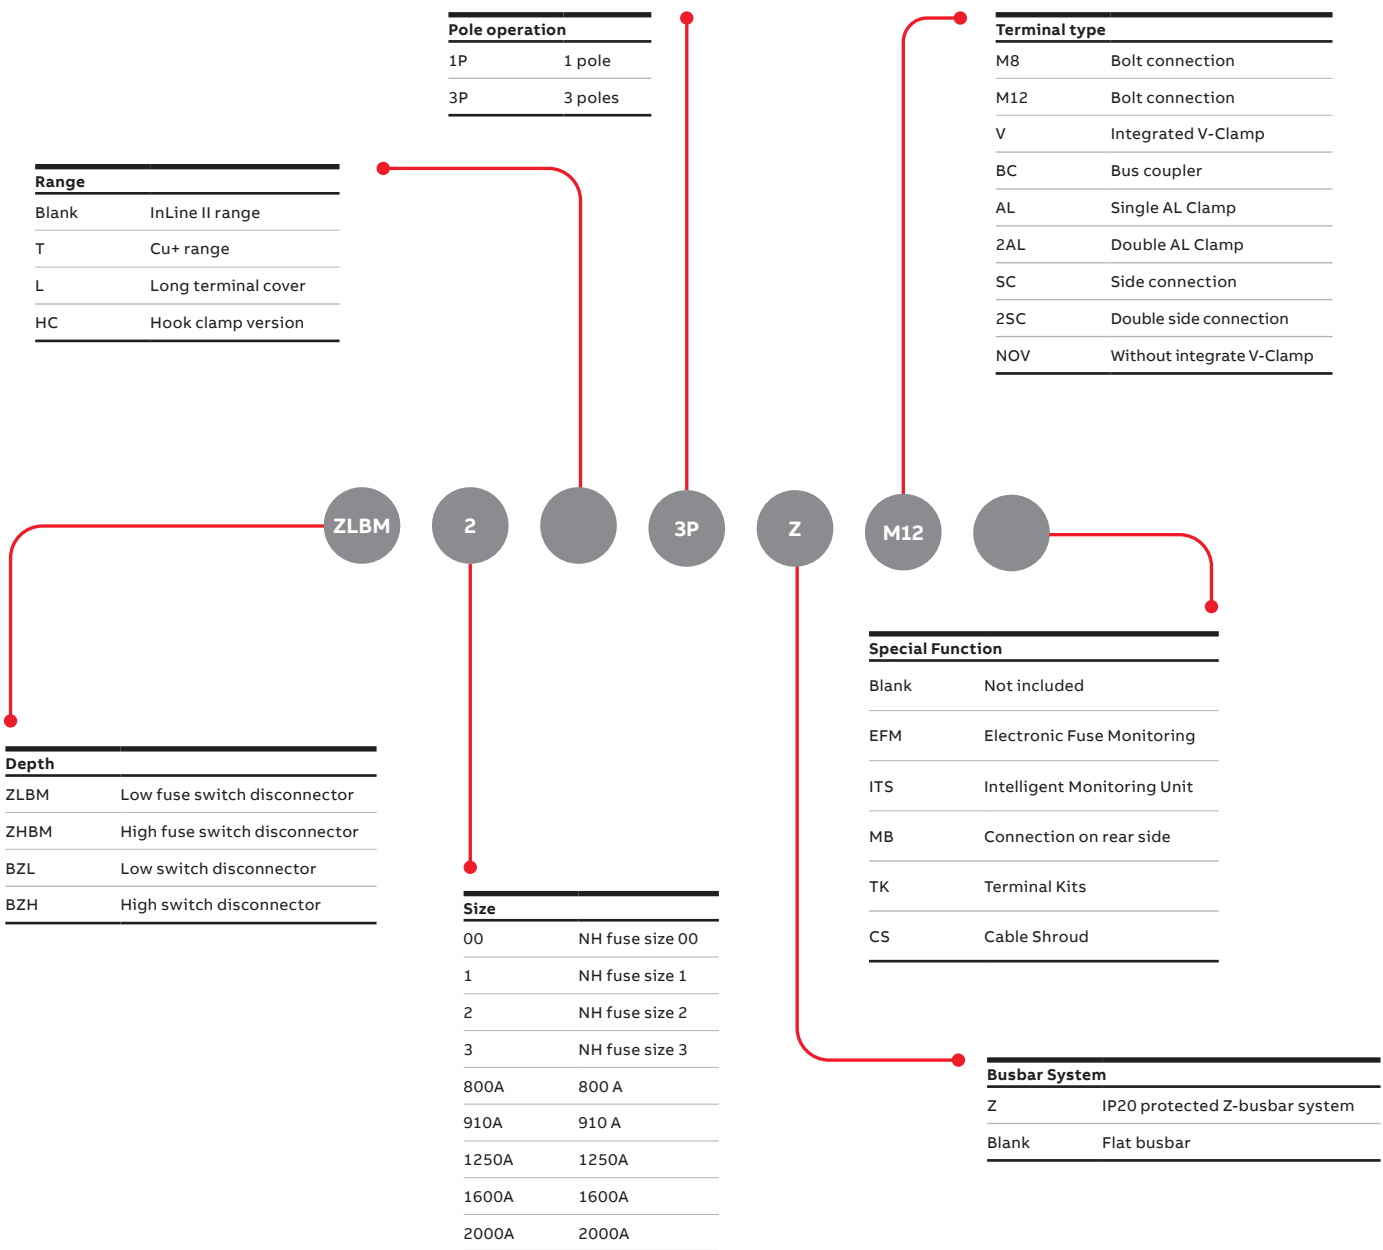 Pole operation
1P 1 pole
3P 3 poles
Terminal type
M8 Bolt connection
M12 Bolt connection
V Integrated V-Clamp
BC Bus coupler
AL Single AL Clamp
2AL Double AL Clamp
SC Side connection
2SC Double side connection
NOV Without integrate V-Clamp
Range
Blank InLine II range
T Cu+ range
L Long terminal cover
HC Hook clamp version
ZLBM 2 3P Z M12
Special Function
Blank Not included
EFM Electronic Fuse Monitoring
ITS Intelligent Monitoring Unit
MB Connection on rear side
TK Terminal Kits
CS Cable Shroud
Depth
ZLBM Low fuse switch disconnector
ZHBM High fuse switch disconnector
BZL Low switch disconnector
BZH High switch disconnector
Size
00 NH fuse size 00
1 NH fuse size 1
2 NH fuse size 2
3 NH fuse size 3
800A 800 A
910A 910 A
1250A 1250A
1600A 1600A
2000A 2000A
Busbar System
Z IP20 protected Z-busbar system
Blank Flat busbar